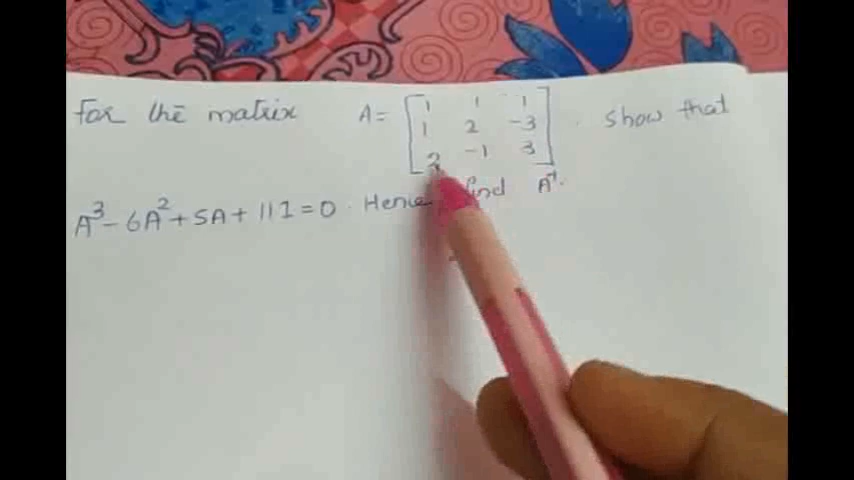 For the matrix A = [ 1 1 1 . show that
1 2 -3
2 -1 3 ]
A³ - 6A² + 5A + 11I = 0 . Hence find A⁻¹.